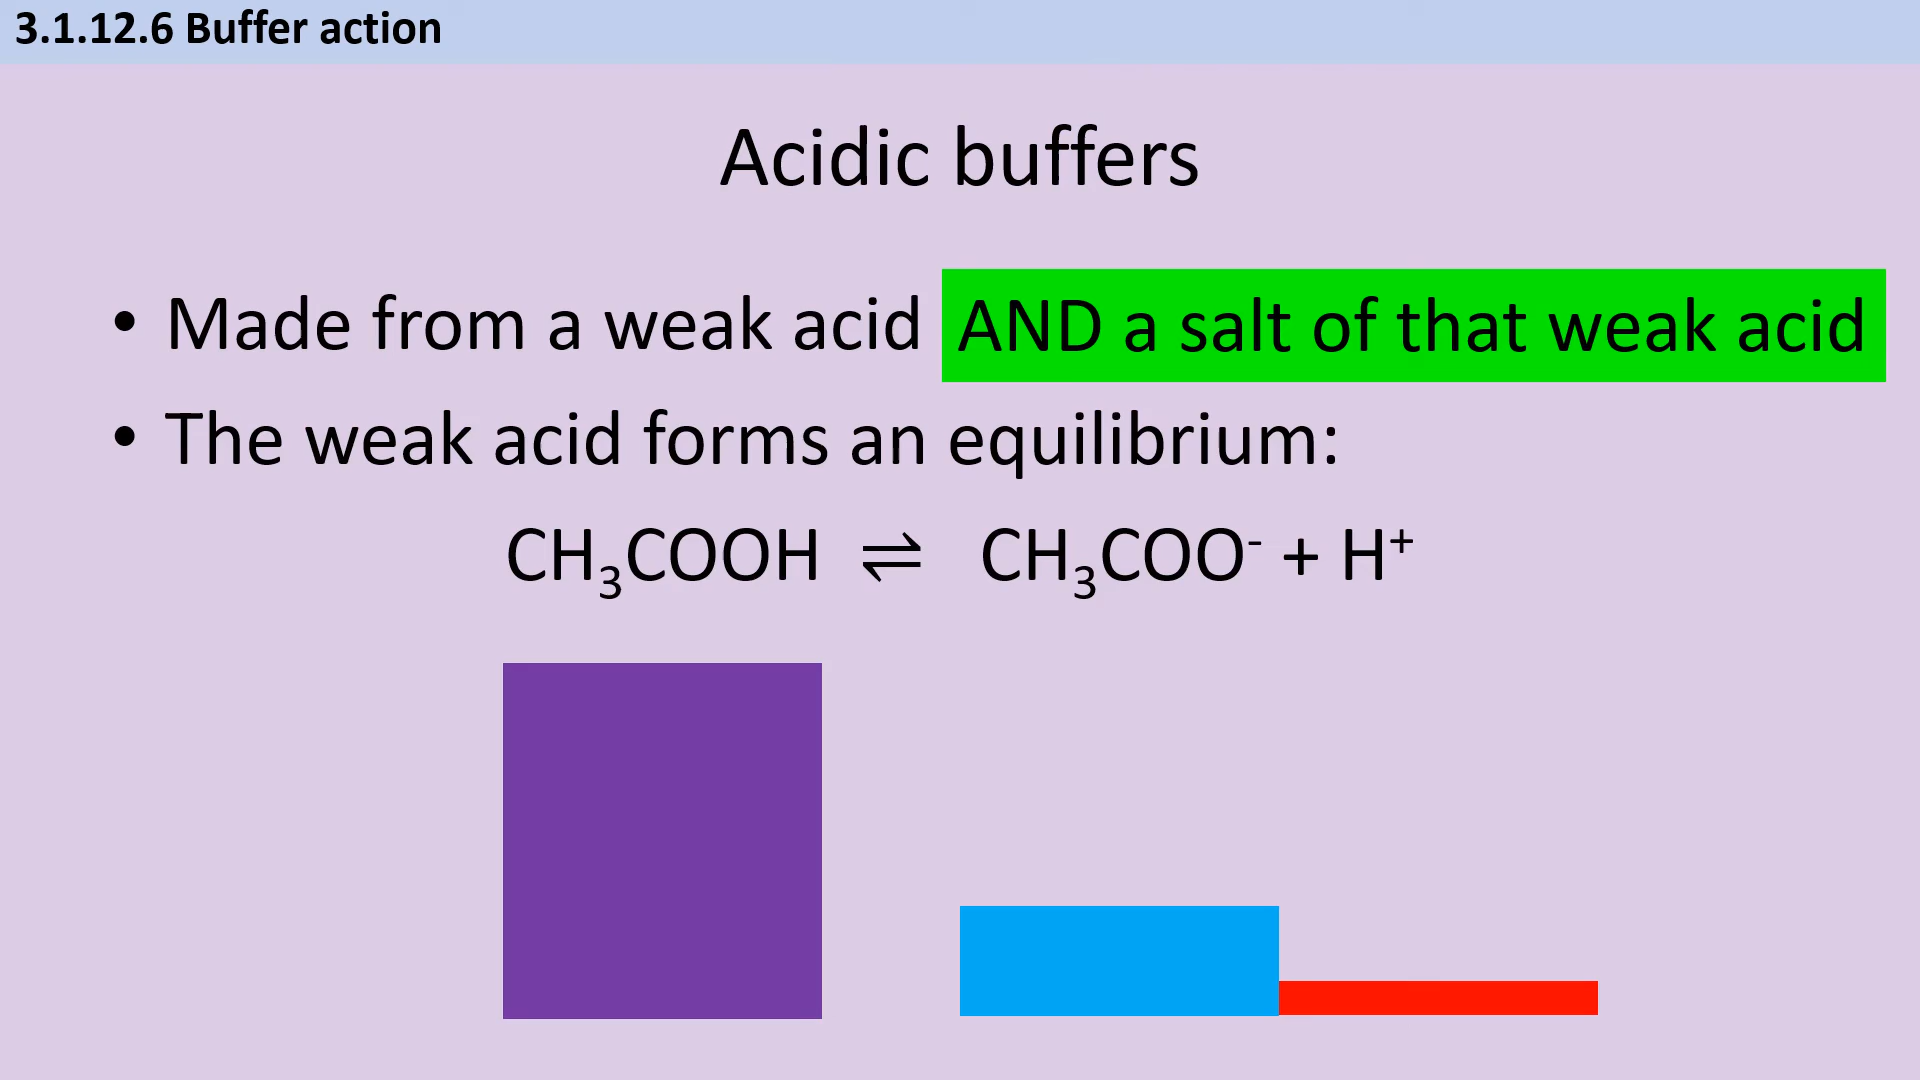 3.1.12.6 Buffer action
Acidic buffers
• Made from a weak acid AND a salt of that weak acid
• The weak acid forms an equilibrium:
CH₃COOH ⇌ CH₃COO⁻ + H⁺